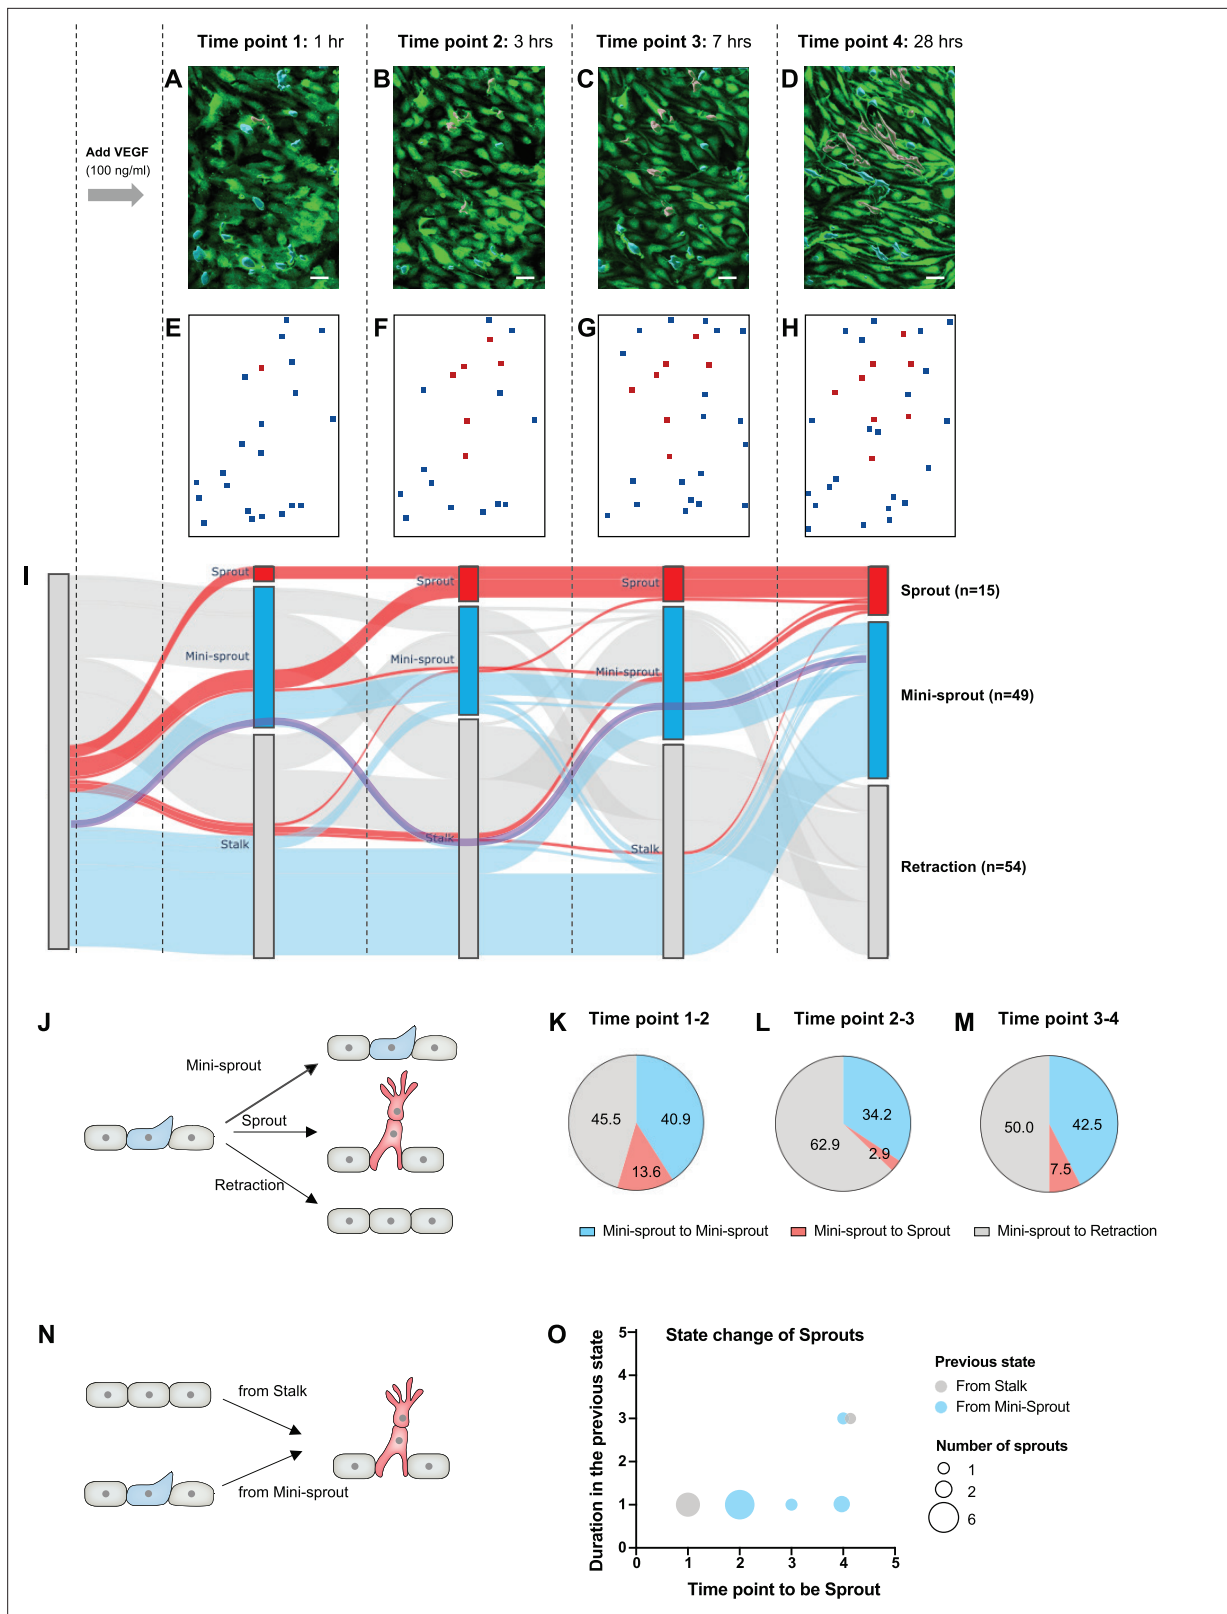 Time point 1: 1 hr
Time point 2: 3 hrs
Time point 3: 7 hrs
Time point 4: 28 hrs
A
B
C
D
Add VEGF
(100 ng/ml)
E
F
G
H
I
Sprout
Sprout
Sprout
Sprout (n=15)
Mini-sprout
Mini-sprout
Mini-sprout
Mini-sprout (n=49)
Stalk
Stalk
Stalk
Retraction (n=54)
J
Mini-sprout
Sprout
Retraction
K
Time point 1-2
45.5
40.9
13.6
L
Time point 2-3
34.2
62.9
2.9
M
Time point 3-4
50.0
42.5
7.5
Mini-sprout to Mini-sprout
Mini-sprout to Sprout
Mini-sprout to Retraction
N
from Stalk
from Mini-sprout
O
State change of Sprouts
Duration in the previous state
5
4
3
2
1
0
0
1
2
3
4
5
Time point to be Sprout
Previous state
From Stalk
From Mini-Sprout
Number of sprouts
1
2
6